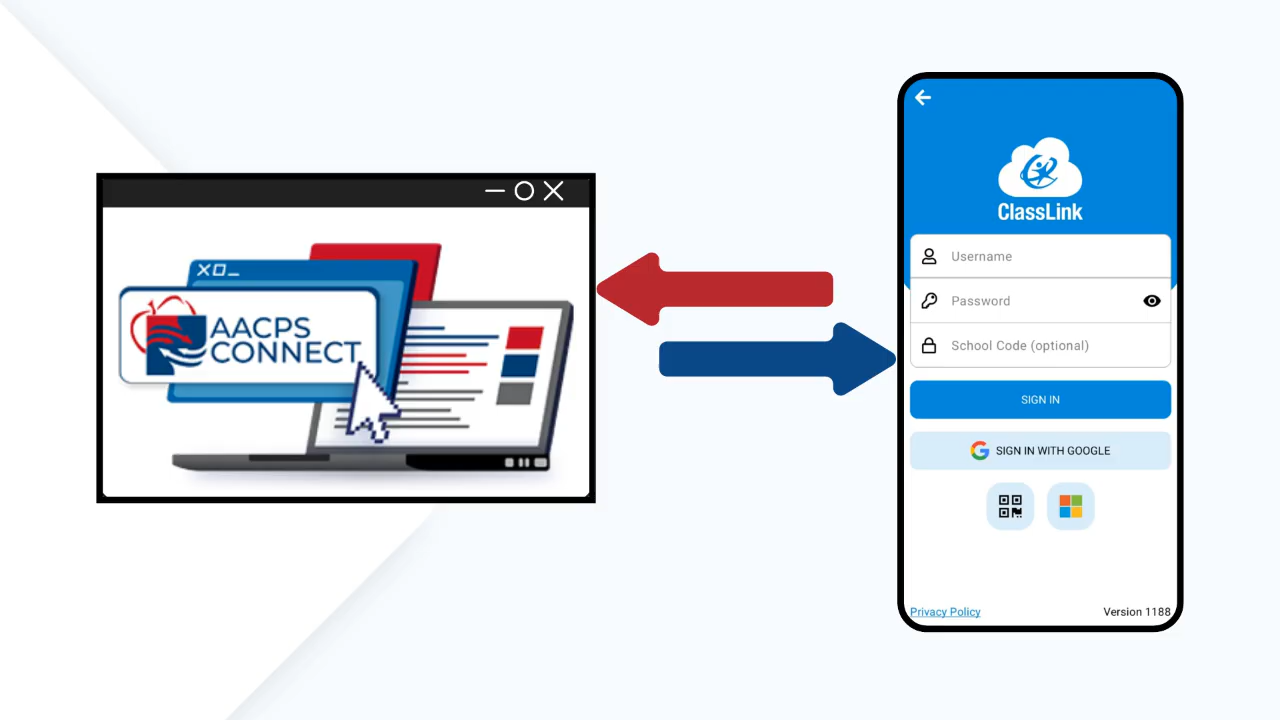 XO_
AACPS
CONNECT
ClassLink
Username
Password
School Code (optional)
SIGN IN
SIGN IN WITH GOOGLE
Privacy Policy
Version 1188